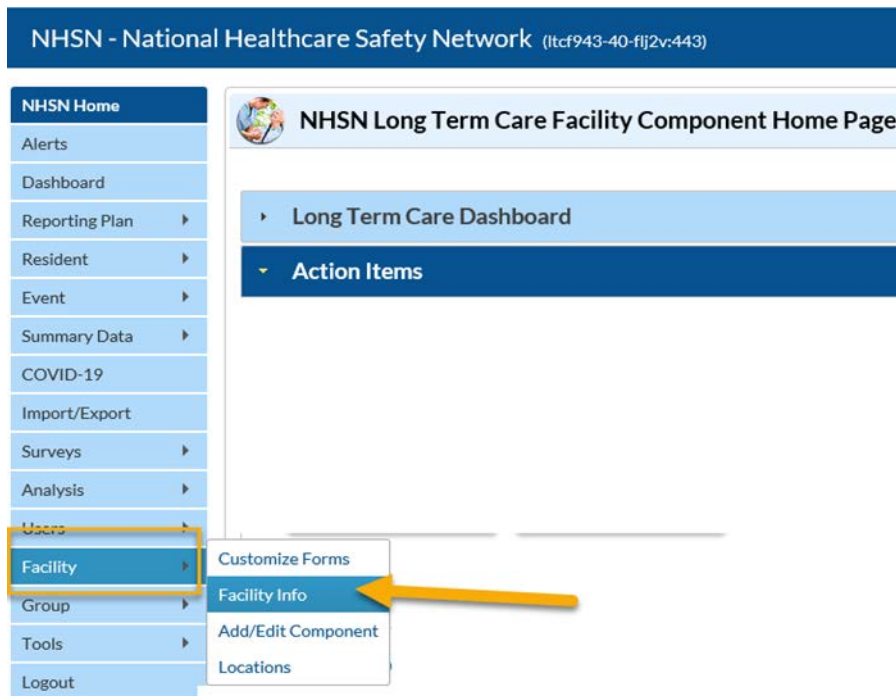 NHSN - National Healthcare Safety Network (ltcf943-40-flj2v:443)
NHSN Home
Alerts
Dashboard
Reporting Plan
Resident
Event
Summary Data
COVID-19
Import/Export
Surveys
Analysis
Users
Facility
Group
Tools
Logout
NHSN Long Term Care Facility Component Home Page
Long Term Care Dashboard
Action Items
Customize Forms
Facility Info
Add/Edit Component
Locations